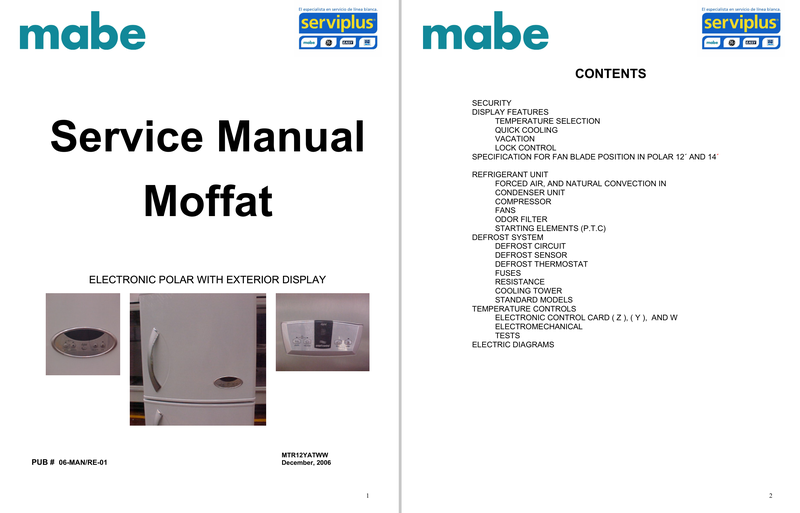 mabe
El especialista en servicio de línea blanca.
serviplus
mabe
GE
EASY
Service Manual
Moffat
ELECTRONIC POLAR WITH EXTERIOR DISPLAY
PUB # 06-MAN/RE-01
MTR12YATWW
December, 2006
1
mabe
El especialista en servicio de línea blanca.
serviplus
mabe
GE
EASY
CONTENTS
SECURITY
DISPLAY FEATURES
TEMPERATURE SELECTION
QUICK COOLING
VACATION
LOCK CONTROL
SPECIFICATION FOR FAN BLADE POSITION IN POLAR 12´ AND 14´
REFRIGERANT UNIT
FORCED AIR, AND NATURAL CONVECTION IN
CONDENSER UNIT
COMPRESSOR
FANS
ODOR FILTER
STARTING ELEMENTS (P.T.C)
DEFROST SYSTEM
DEFROST CIRCUIT
DEFROST SENSOR
DEFROST THERMOSTAT
FUSES
RESISTANCE
COOLING TOWER
STANDARD MODELS
TEMPERATURE CONTROLS
ELECTRONIC CONTROL CARD ( Z ), ( Y ), AND W
ELECTROMECHANICAL
TESTS
ELECTRIC DIAGRAMS
2